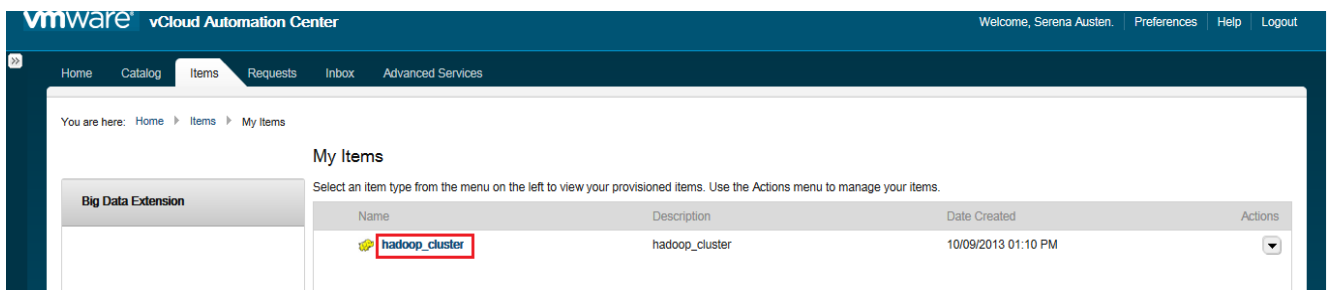 vmware vCloud Automation Center Welcome, Serena Austen. Preferences Help Logout
Home Catalog Items Requests Inbox Advanced Services
You are here: Home Items My Items
My Items
Select an item type from the menu on the left to view your provisioned items. Use the Actions menu to manage your items.
Big Data Extension
Name Description Date Created Actions
hadoop_cluster hadoop_cluster 10/09/2013 01:10 PM